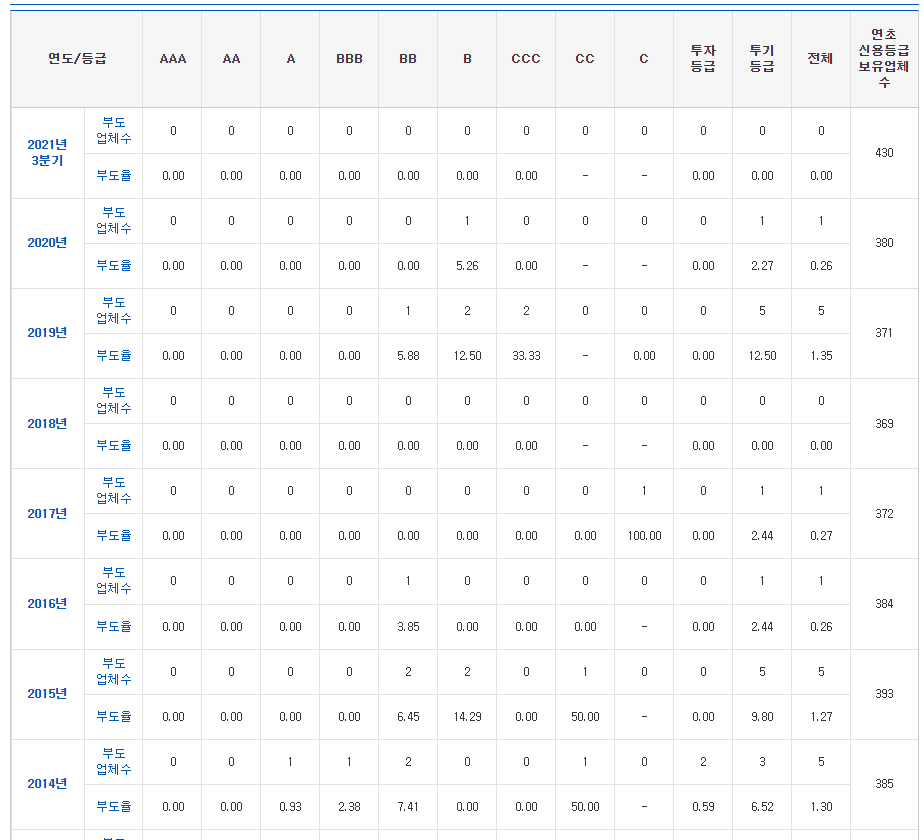 연도/등급 AAA AA A BBB BB B CCC CC C 투자 등급 투기 등급 전체 연초 신용등급 보유업체 수
2021년 3분기 부도 업체수 0 0 0 0 0 0 0 0 0 0 0 0 430
부도율 0.00 0.00 0.00 0.00 0.00 0.00 0.00 - - 0.00 0.00 0.00
2020년 부도 업체수 0 0 0 0 0 1 0 0 0 0 1 1 380
부도율 0.00 0.00 0.00 0.00 0.00 5.26 0.00 - - 0.00 2.27 0.26
2019년 부도 업체수 0 0 0 0 1 2 2 0 0 0 5 5 371
부도율 0.00 0.00 0.00 0.00 5.88 12.50 33.33 - 0.00 0.00 12.50 1.35
2018년 부도 업체수 0 0 0 0 0 0 0 0 0 0 0 0 369
부도율 0.00 0.00 0.00 0.00 0.00 0.00 0.00 - - 0.00 0.00 0.00
2017년 부도 업체수 0 0 0 0 0 0 0 0 1 0 1 1 372
부도율 0.00 0.00 0.00 0.00 0.00 0.00 0.00 0.00 100.00 0.00 2.44 0.27
2016년 부도 업체수 0 0 0 0 1 0 0 0 0 0 1 1 384
부도율 0.00 0.00 0.00 0.00 3.85 0.00 0.00 0.00 - 0.00 2.44 0.26
2015년 부도 업체수 0 0 0 0 2 2 0 1 0 0 5 5 393
부도율 0.00 0.00 0.00 0.00 6.45 14.29 0.00 50.00 - 0.00 9.80 1.27
2014년 부도 업체수 0 0 1 1 2 0 0 1 0 2 3 5 385
부도율 0.00 0.00 0.93 2.38 7.41 0.00 0.00 50.00 - 0.59 6.52 1.30